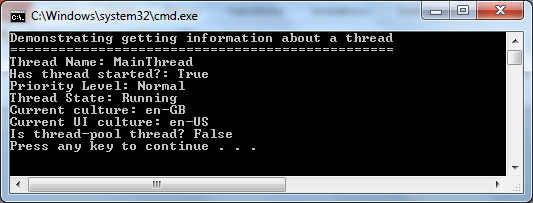 C:\Windows\system32\cmd.exe
Demonstrating getting information about a thread
================================================
Thread Name: MainThread
Has thread started?: True
Priority Level: Normal
Thread State: Running
Current culture: en-GB
Current UI culture: en-US
Is thread-pool thread? False
Press any key to continue . . .